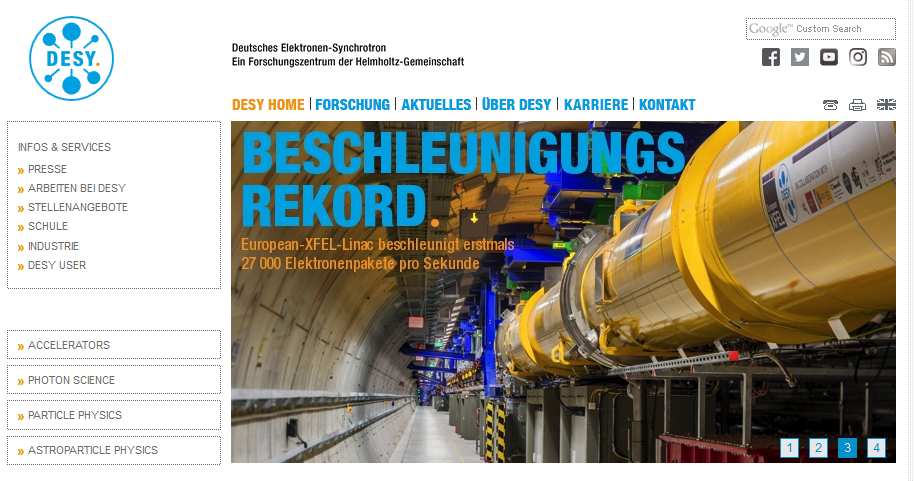 DESY.
Deutsches Elektronen-Synchrotron
Ein Forschungszentrum der Helmholtz-Gemeinschaft
Google™ Custom Search
DESY HOME | FORSCHUNG | AKTUELLES | ÜBER DESY | KARRIERE | KONTAKT
INFOS & SERVICES
» PRESSE
» ARBEITEN BEI DESY
» STELLENANGEBOTE
» SCHULE
» INDUSTRIE
» DESY USER
» ACCELERATORS
» PHOTON SCIENCE
» PARTICLE PHYSICS
» ASTROPARTICLE PHYSICS
BESCHLEUNIGUNGS
REKORD.
European-XFEL-Linac beschleunigt erstmals
27 000 Elektronenpakete pro Sekunde
DESY
1 2 3 4